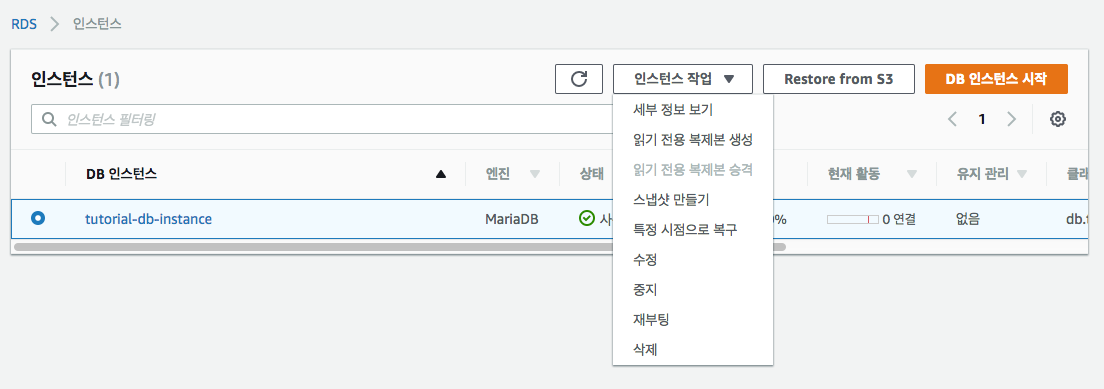 RDS > 인스턴스
인스턴스 (1)
인스턴스 작업 ▼
Restore from S3
DB 인스턴스 시작
인스턴스 필터링
< 1 >
세부 정보 보기
읽기 전용 복제본 생성
읽기 전용 복제본 승격
스냅샷 만들기
특정 시점으로 복구
수정
중지
재부팅
삭제
DB 인스턴스 ▲ 엔진 ▼ 상태 현재 활동 ▼ 유지 관리 ▼
tutorial-db-instance MariaDB 0 연결 없음